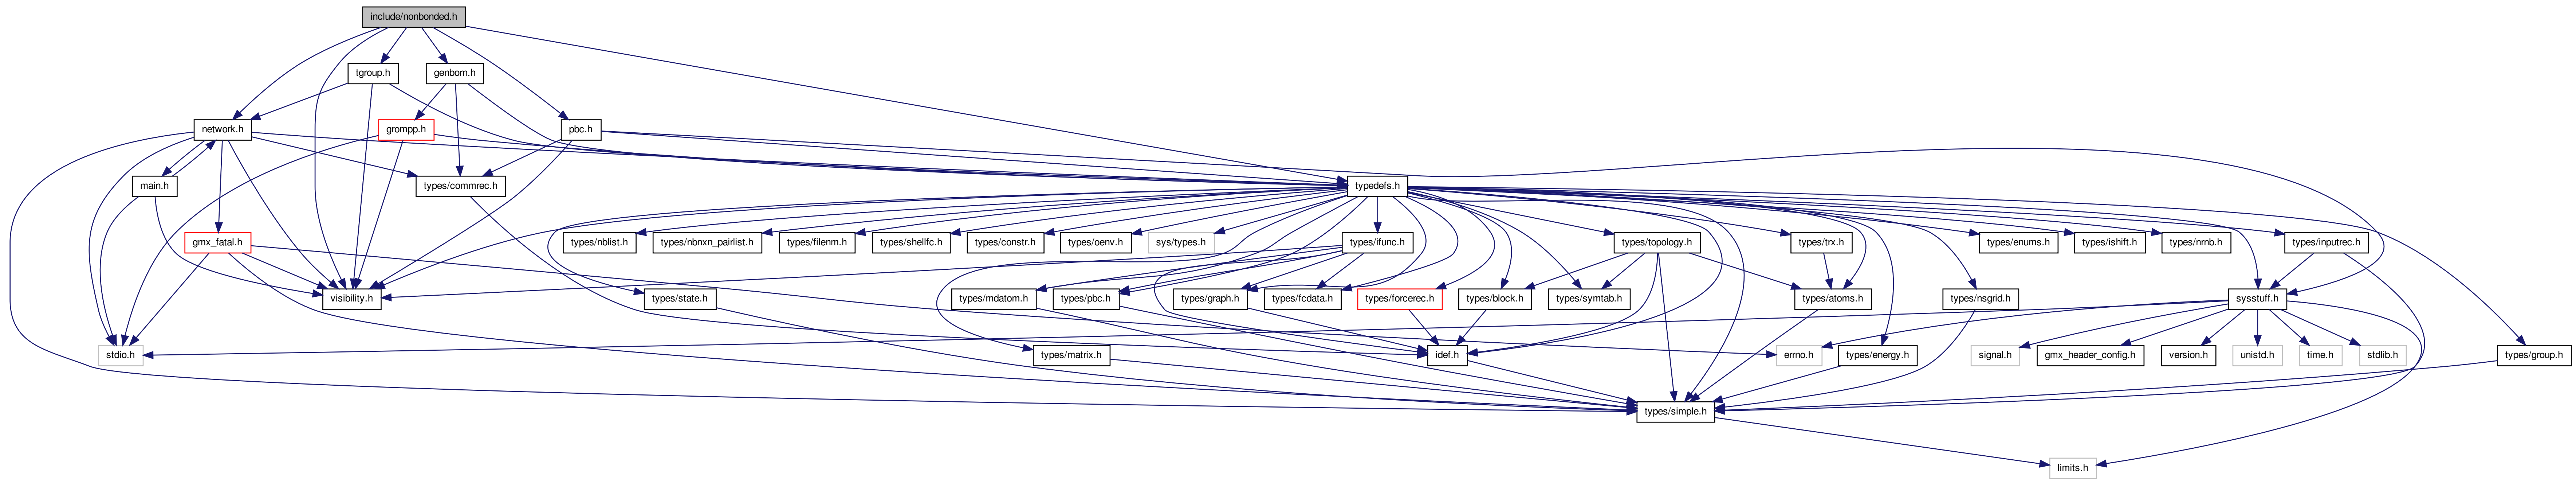 include/nonbonded.h
tgroup.h
genborn.h
network.h
grompp.h
pbc.h
main.h
types/commrec.h
typedefs.h
gmx_fatal.h
types/nblist.h
types/nbnxn_pairlist.h
types/filenm.h
types/shellfc.h
types/constr.h
types/oenv.h
sys/types.h
types/ifunc.h
types/topology.h
types/trx.h
types/enums.h
types/ishift.h
types/nrnb.h
types/inputrec.h
visibility.h
types/state.h
types/mdatom.h
types/pbc.h
types/graph.h
types/fcdata.h
types/forcerec.h
types/block.h
types/symtab.h
types/atoms.h
types/nsgrid.h
sysstuff.h
stdio.h
types/matrix.h
idef.h
errno.h
types/energy.h
signal.h
gmx_header_config.h
version.h
unistd.h
time.h
stdlib.h
types/group.h
types/simple.h
limits.h